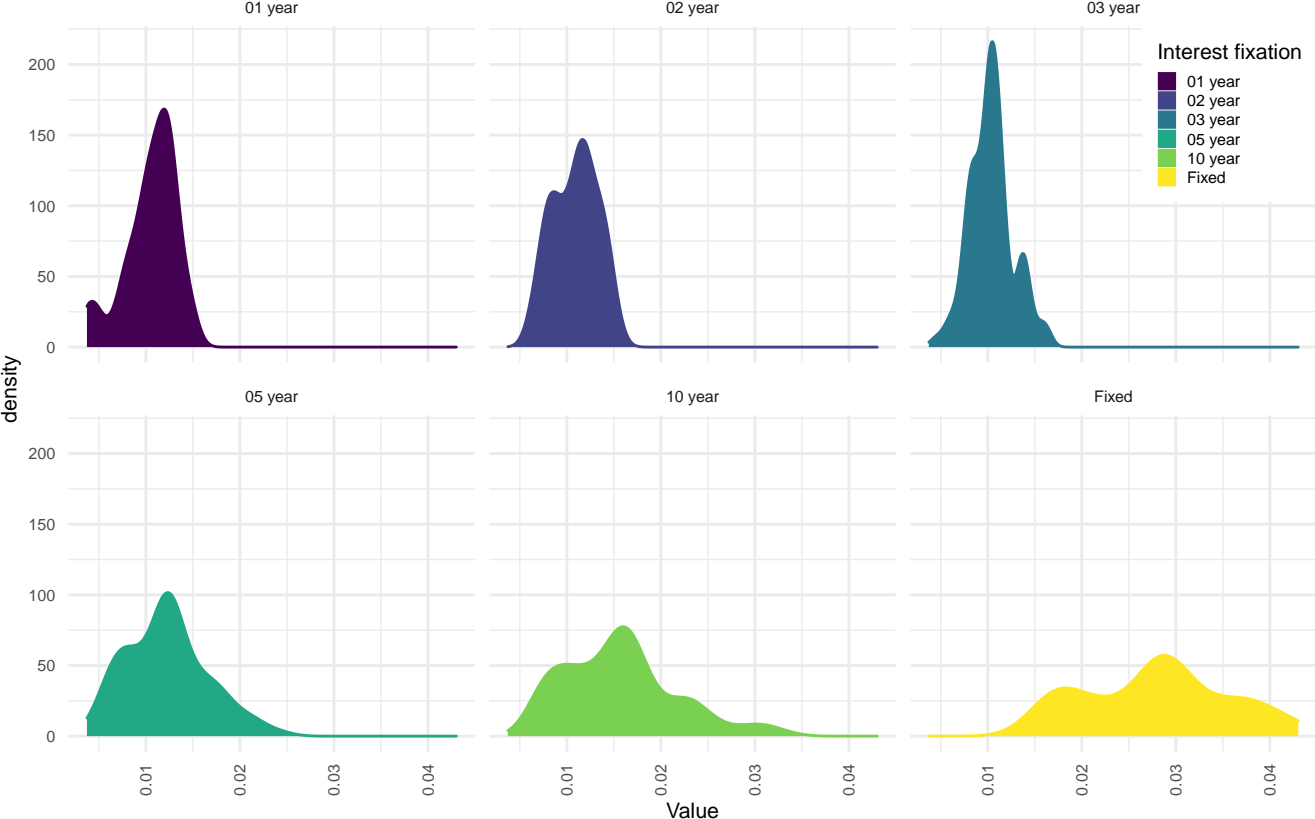 01 year
02 year
03 year
Interest fixation
01 year
02 year
03 year
05 year
10 year
Fixed
200
150
100
50
0
density
05 year
10 year
Fixed
200
150
100
50
0
0.01
0.02
0.03
0.04
0.01
0.02
0.03
0.04
0.01
0.02
0.03
0.04
Value